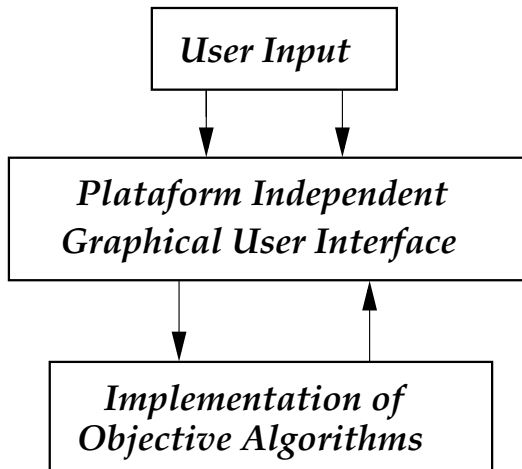 User Input
Plataform Independent
Graphical User Interface
Implementation of
Objective Algorithms